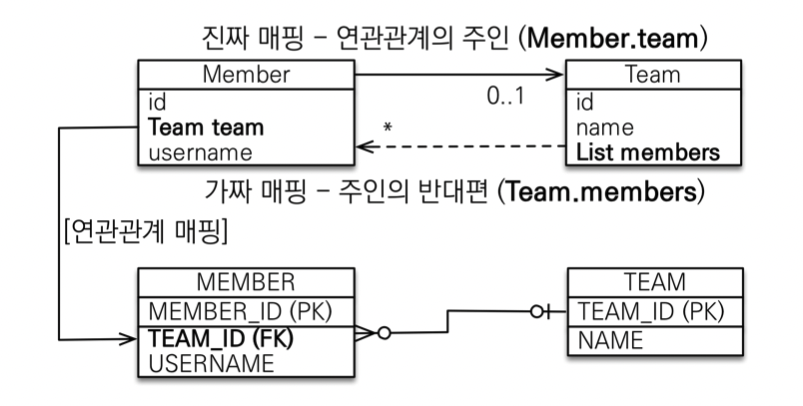 진짜 매핑 - 연관관계의 주인 (Member.team)
Member
id
Team team
username
0..1
*
Team
id
name
List members
가짜 매핑 - 주인의 반대편 (Team.members)
[연관관계 매핑]
MEMBER
MEMBER_ID (PK)
TEAM_ID (FK)
USERNAME
TEAM
TEAM_ID (PK)
NAME